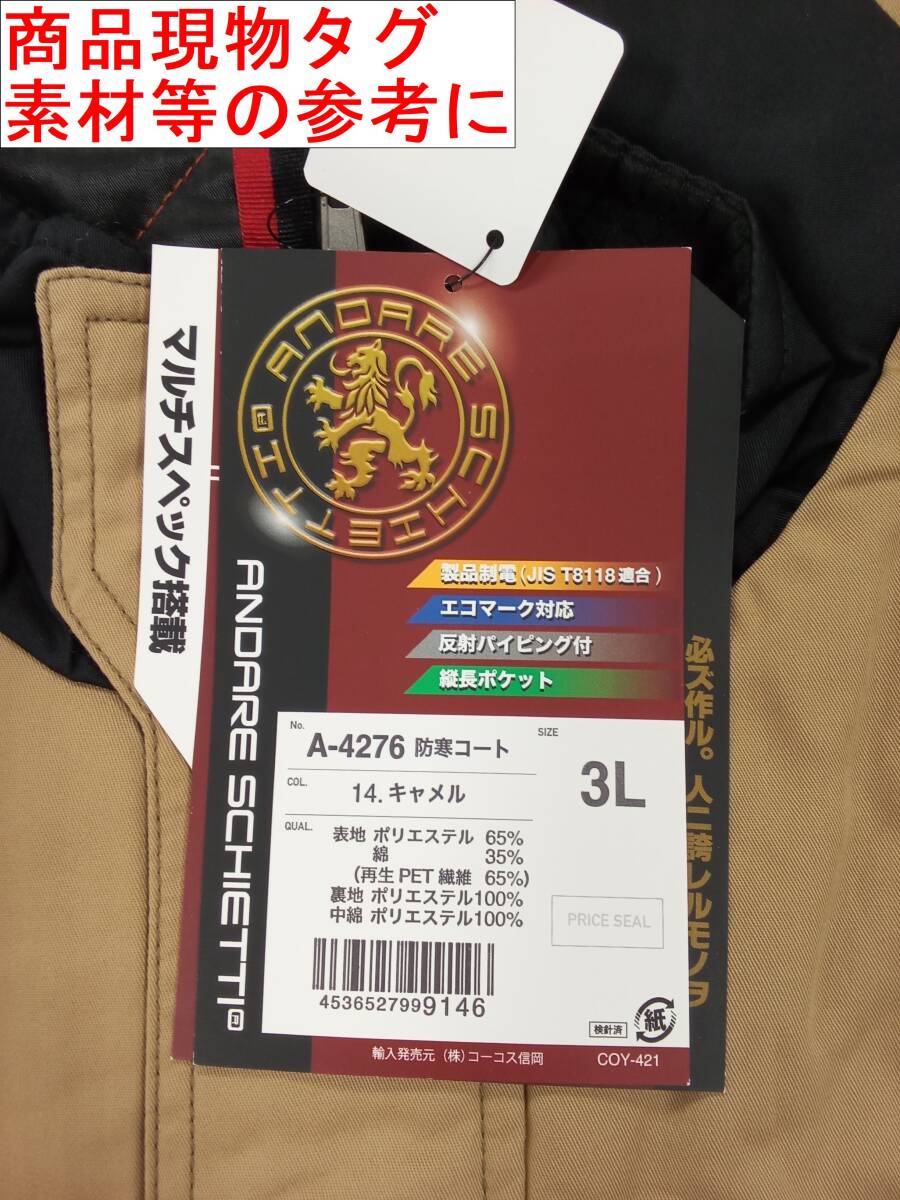 商品現物タグ
素材等の参考に
ANDARE SCHIETTI
マルチスペック搭載
ANDARE SCHIETTI
製品制電(JIS T8118適合)
エコマーク対応
反射パイピング付
縦長ポケット
必ズ作ル。人ニ誇レルモノヲ
No.
A-4276 防寒コート
SIZE
3L
COL.
14.キャメル
QUAL.
表地 ポリエステル 65%
綿 35%
(再生PET繊維 65%)
裏地 ポリエステル100%
中綿 ポリエステル100%
PRICE SEAL
4536527999146
検針済
紙
輸入発売元 (株)コーコス信岡
COY-421